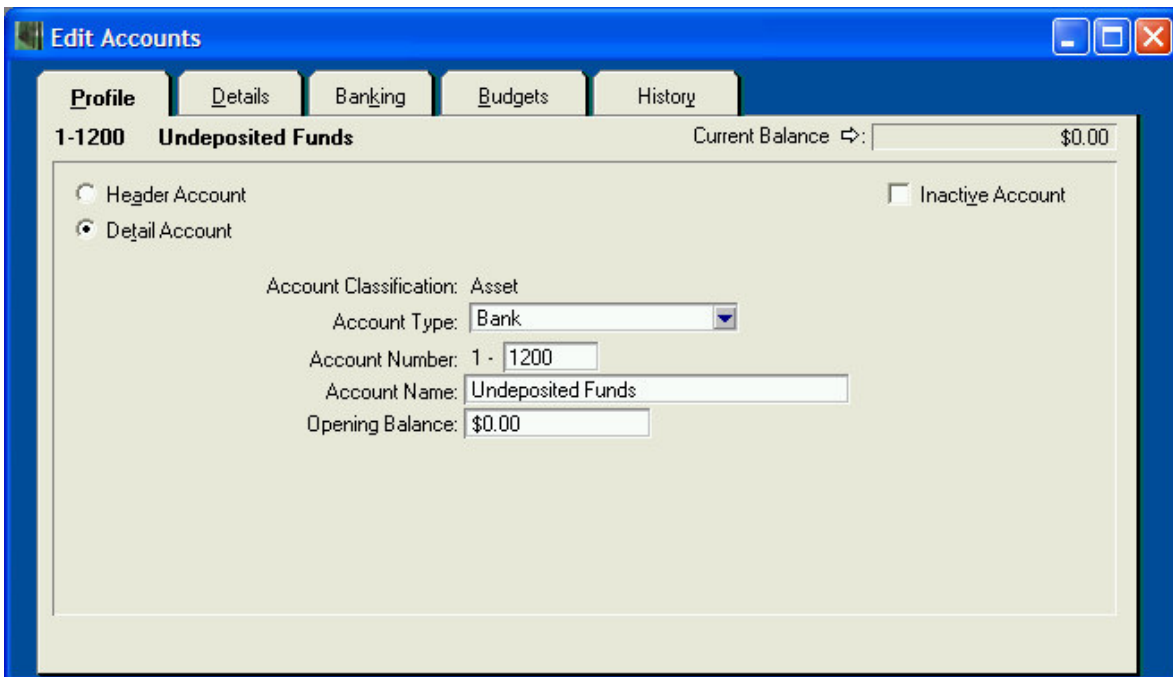 Edit Accounts
Profile Details Banking Budgets History
1-1200 Undeposited Funds Current Balance ⇨: $0.00
Header Account Inactive Account
Detail Account
Account Classification: Asset
Account Type: Bank
Account Number: 1 - 1200
Account Name: Undeposited Funds
Opening Balance: $0.00